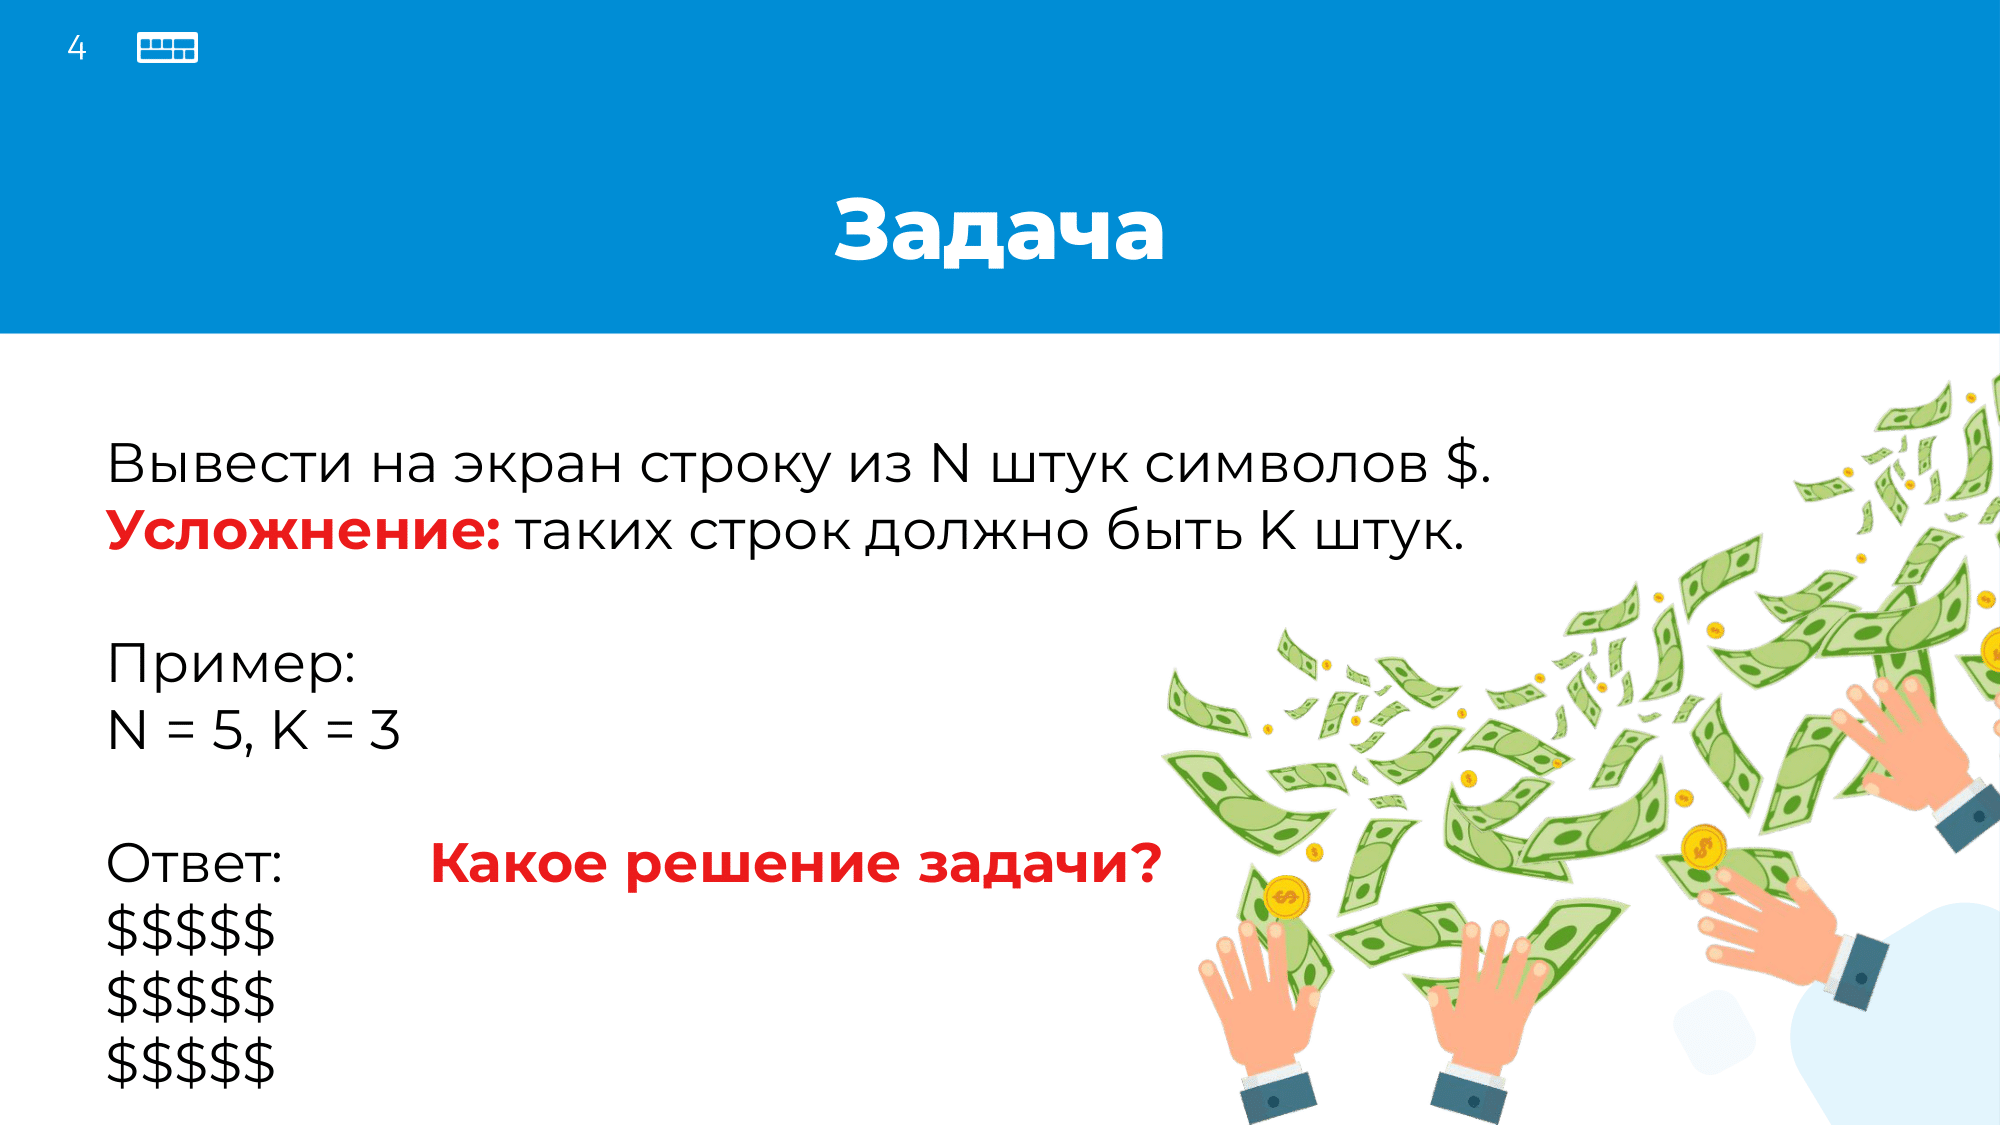 4
Задача
Вывести на экран строку из N штук символов $.
Усложнение: таких строк должно быть K штук.
Пример:
N = 5, K = 3
Ответ: Какое решение задачи?
$$$$$
$$$$$
$$$$$